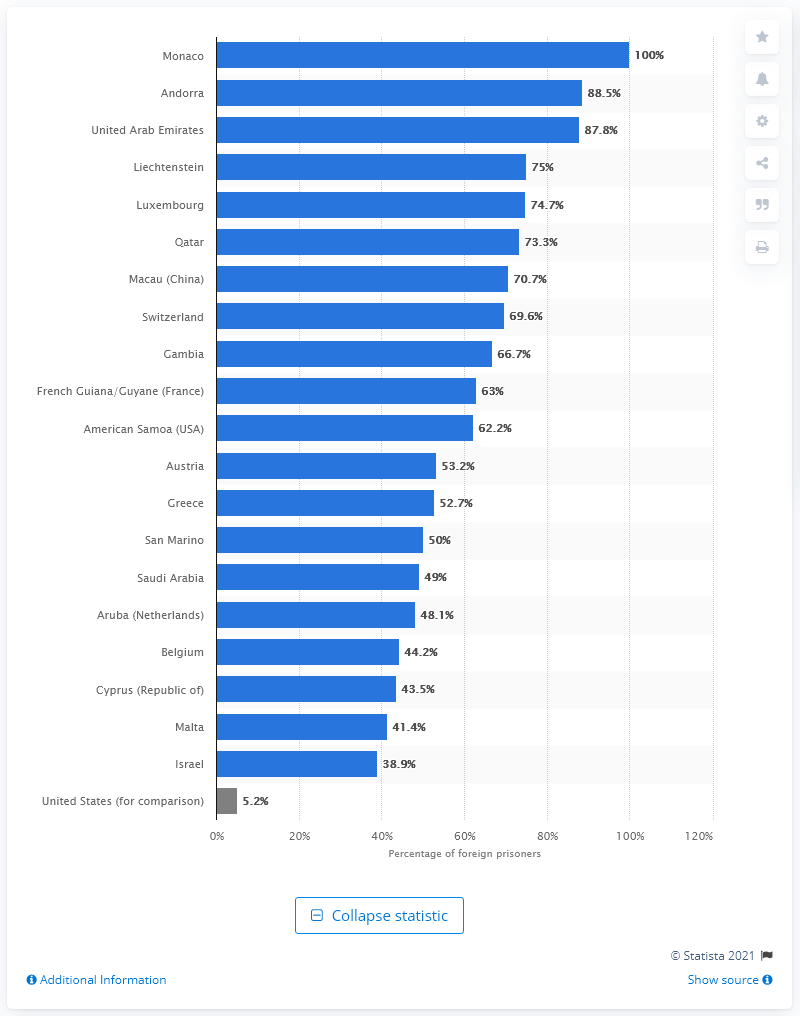 Monaco 100%
Andorra 88.5%
United Arab Emirates 87.8%
Liechtenstein 75%
Luxembourg 74.7%
Qatar 73.3%
Macau (China) 70.7%
Switzerland 69.6%
Gambia 66.7%
French Guiana/Guyane (France) 63%
American Samoa (USA) 62.2%
Austria 53.2%
Greece 52.7%
San Marino 50%
Saudi Arabia 49%
Aruba (Netherlands) 48.1%
Belgium 44.2%
Cyprus (Republic of) 43.5%
Malta 41.4%
Israel 38.9%
United States (for comparison) 5.2%
0% 20% 40% 60% 80% 100% 120%
Percentage of foreign prisoners
Collapse statistic
© Statista 2021
Additional Information Show source